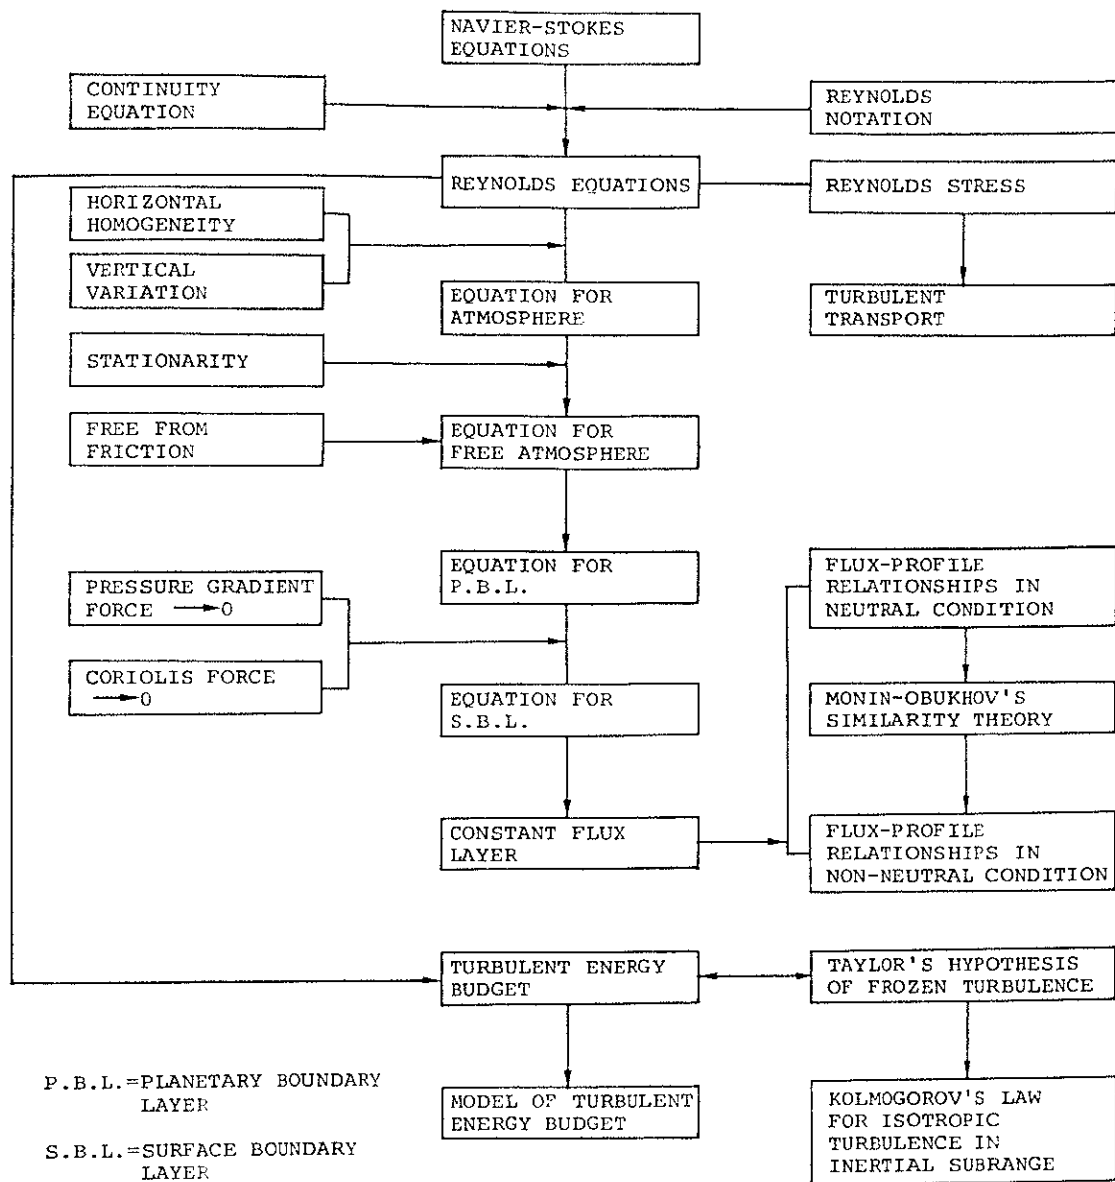 NAVIER-STOKES
EQUATIONS
CONTINUITY
EQUATION
REYNOLDS
NOTATION
REYNOLDS EQUATIONS
REYNOLDS STRESS
HORIZONTAL
HOMOGENEITY
VERTICAL
VARIATION
EQUATION FOR
ATMOSPHERE
TURBULENT
TRANSPORT
STATIONARITY
FREE FROM
FRICTION
EQUATION FOR
FREE ATMOSPHERE
PRESSURE GRADIENT
FORCE → 0
EQUATION FOR
P.B.L.
FLUX-PROFILE
RELATIONSHIPS IN
NEUTRAL CONDITION
CORIOLIS FORCE
→ 0
EQUATION FOR
S.B.L.
MONIN-OBUKHOV'S
SIMILARITY THEORY
CONSTANT FLUX
LAYER
FLUX-PROFILE
RELATIONSHIPS IN
NON-NEUTRAL CONDITION
TURBULENT ENERGY
BUDGET
TAYLOR'S HYPOTHESIS
OF FROZEN TURBULENCE
P.B.L.=PLANETARY BOUNDARY
LAYER
S.B.L.=SURFACE BOUNDARY
LAYER
MODEL OF TURBULENT
ENERGY BUDGET
KOLMOGOROV'S LAW
FOR ISOTROPIC
TURBULENCE IN
INERTIAL SUBRANGE